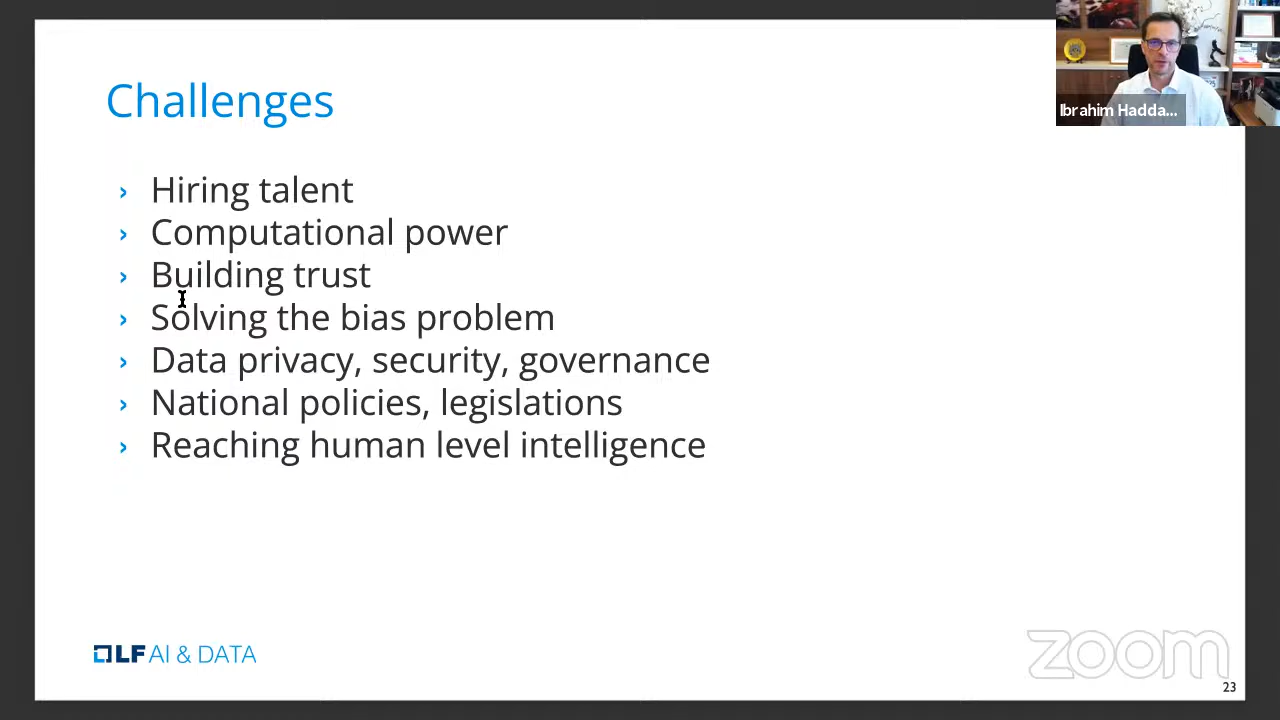 Challenges
Ibrahim Hadda...
› Hiring talent
› Computational power
› Building trust
› Solving the bias problem
› Data privacy, security, governance
› National policies, legislations
› Reaching human level intelligence
LF AI & DATA
zoom
23